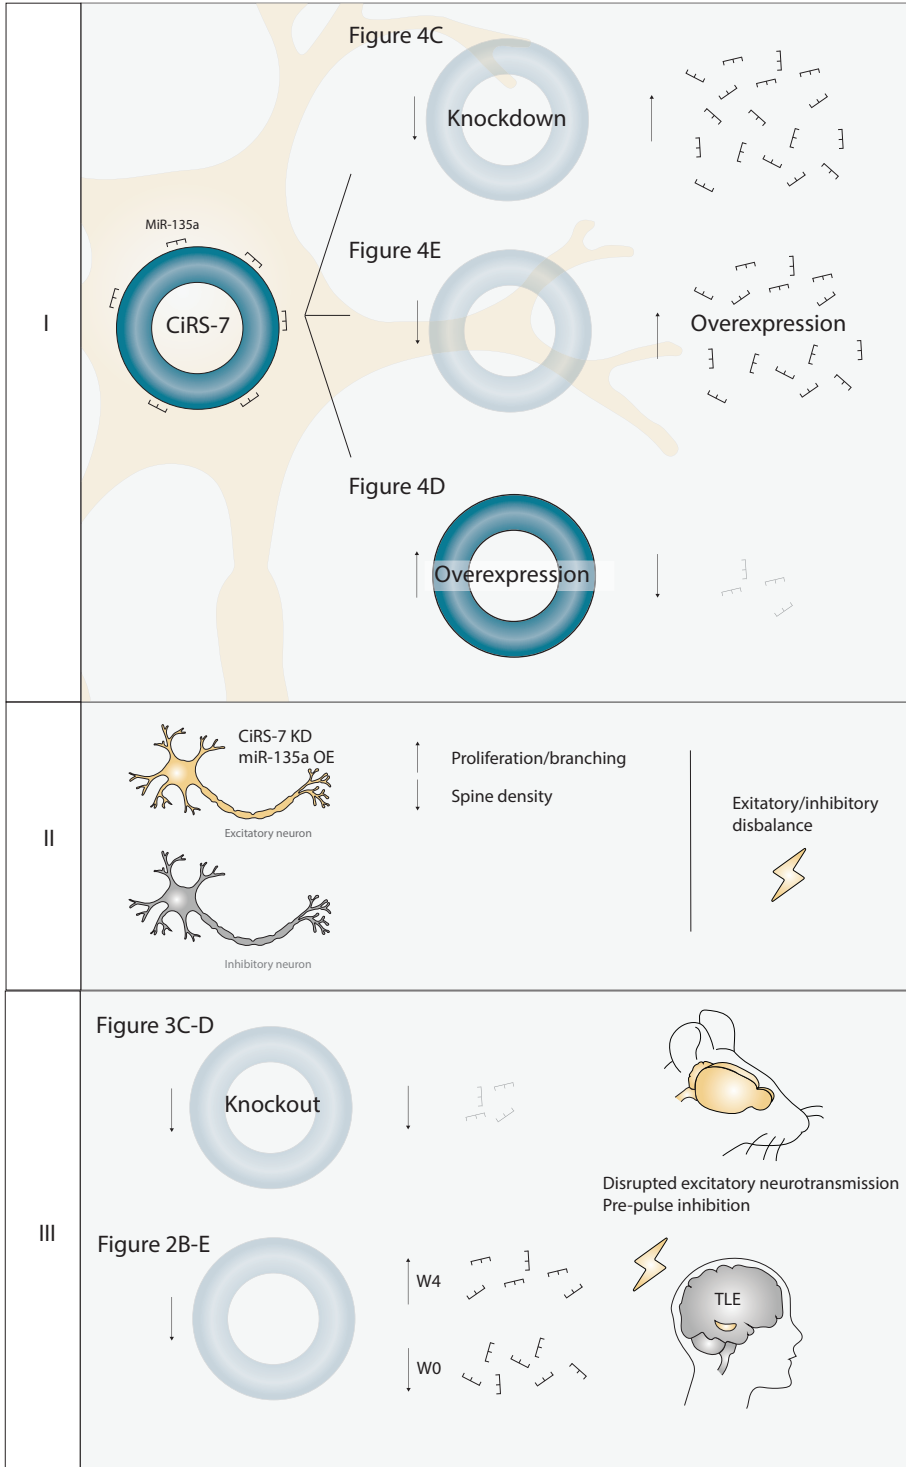 I
Figure 4C
Knockdown
MiR-135a
CiRS-7
Figure 4E
Overexpression
Figure 4D
Overexpression
II
CiRS-7 KD
miR-135a OE
Excitatory neuron
Inhibitory neuron
Proliferation/branching
Spine density
Exitatory/inhibitory
disbalance
III
Figure 3C-D
Knockout
Disrupted excitatory neurotransmission
Pre-pulse inhibition
Figure 2B-E
W4
W0
TLE